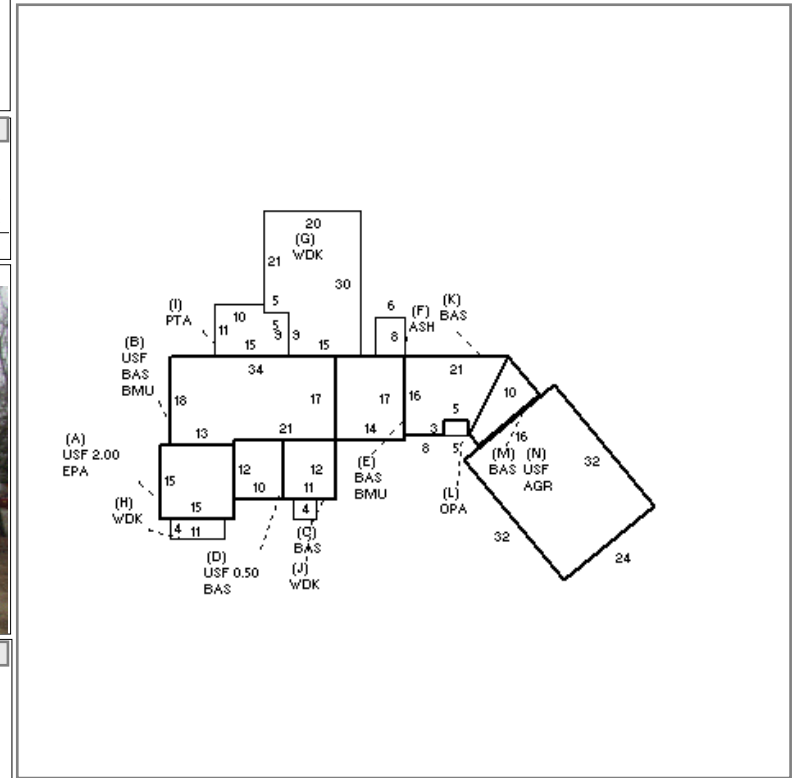 20
(G)
WDK
21
30
5
(I)
PTA
10
11
5
9
9
15
15
6
(F)
ASH
8
(K)
BAS
(B)
USF
BAS
BMU
34
18
17
17
16
21
10
13
21
14
3
5
8
5
16
(A)
USF 2.00
EPA
15
15
12
10
12
11
(E)
BAS
BMU
(L)
OPA
(M)
BAS
(N)
USF
AGR
32
32
24
(H)
WDK
4
11
4
(C)
BAS
(D)
USF 0.50
BAS
(J)
WDK